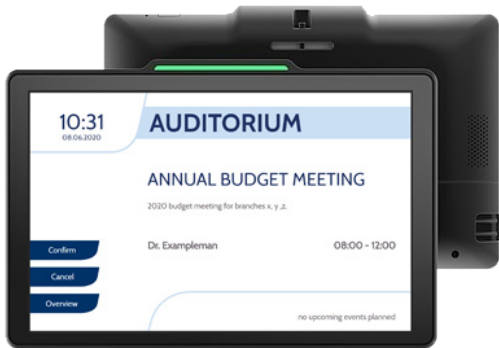 10:31
08.06.2020
AUDITORIUM
ANNUAL BUDGET MEETING
2020 budget meeting for branches x, y ,z.
Dr. Exampleman 08:00 - 12:00
Confirm
Cancel
Overview
no upcoming events planned